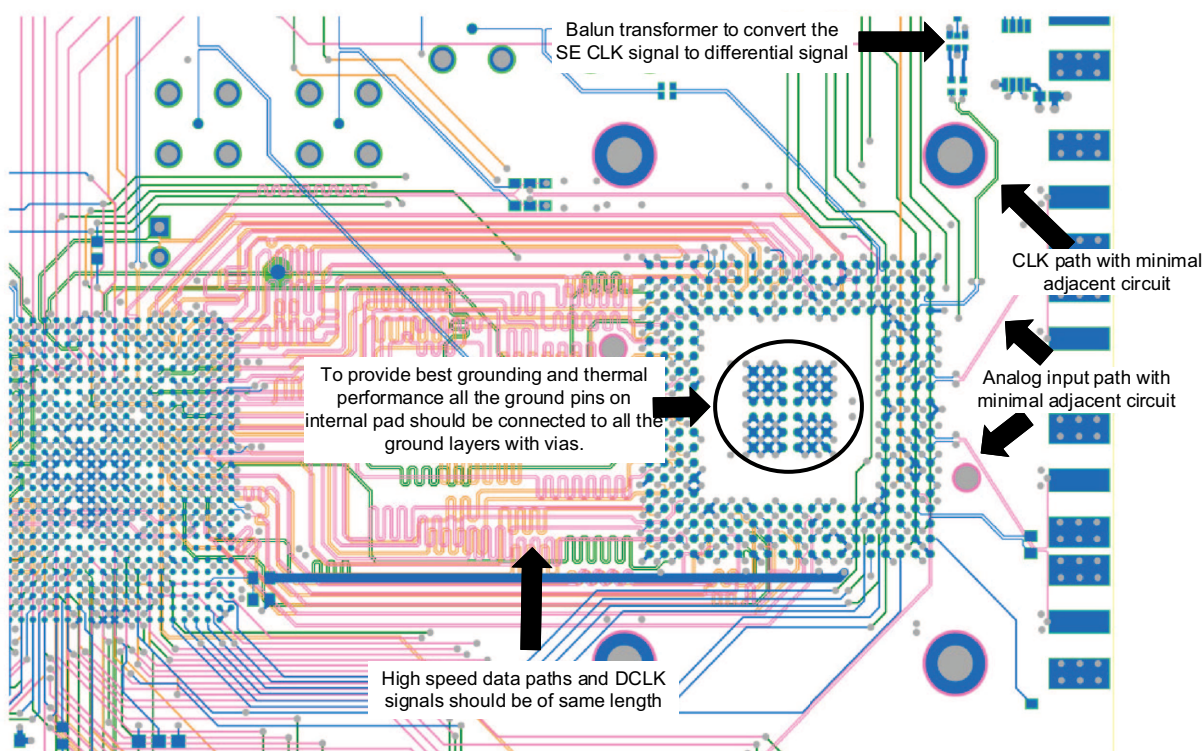 Balun transformer to convert the
SE CLK signal to differential signal
CLK path with minimal
adjacent circuit
To provide best grounding and thermal
performance all the ground pins on
internal pad should be connected to all the
ground layers with vias.
Analog input path with
minimal adjacent circuit
High speed data paths and DCLK
signals should be of same length